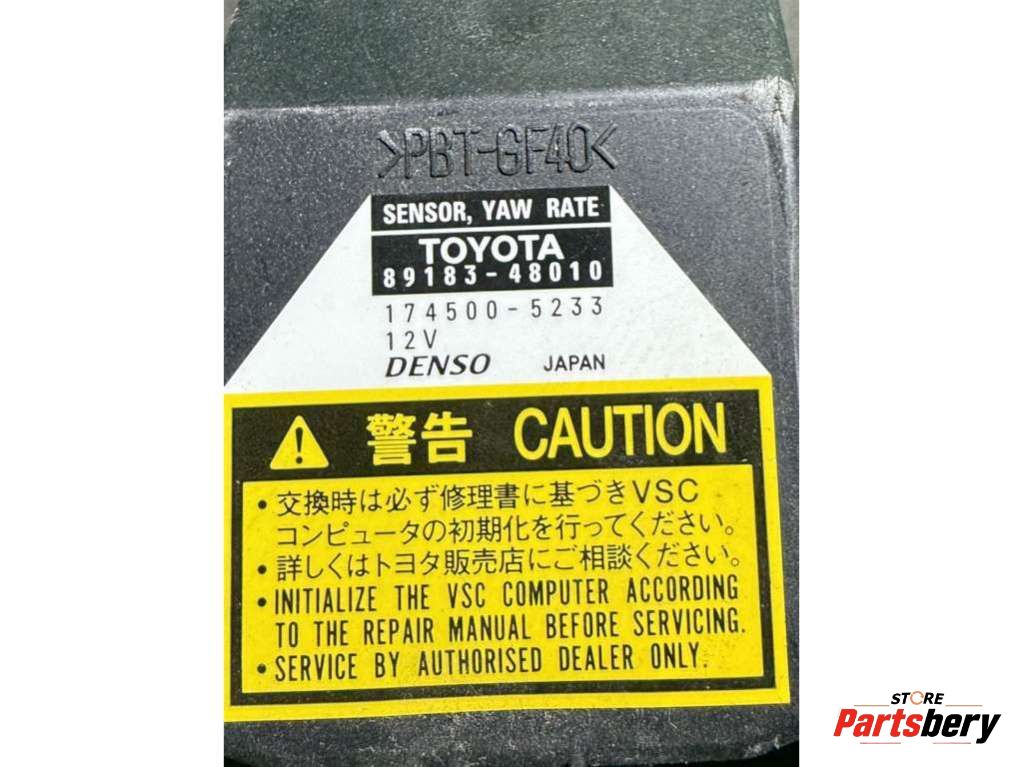 >PBT-GF40<
SENSOR, YAW RATE
TOYOTA
89183-48010
174500-5233
12V
DENSO JAPAN
警告 CAUTION
・交換時は必ず修理書に基づきVSC
コンピュータの初期化を行ってください。
・詳しくはトヨタ販売店にご相談ください。
・INITIALIZE THE VSC COMPUTER ACCORDING
TO THE REPAIR MANUAL BEFORE SERVICING.
・SERVICE BY AUTHORISED DEALER ONLY.
STORE
Partsbery